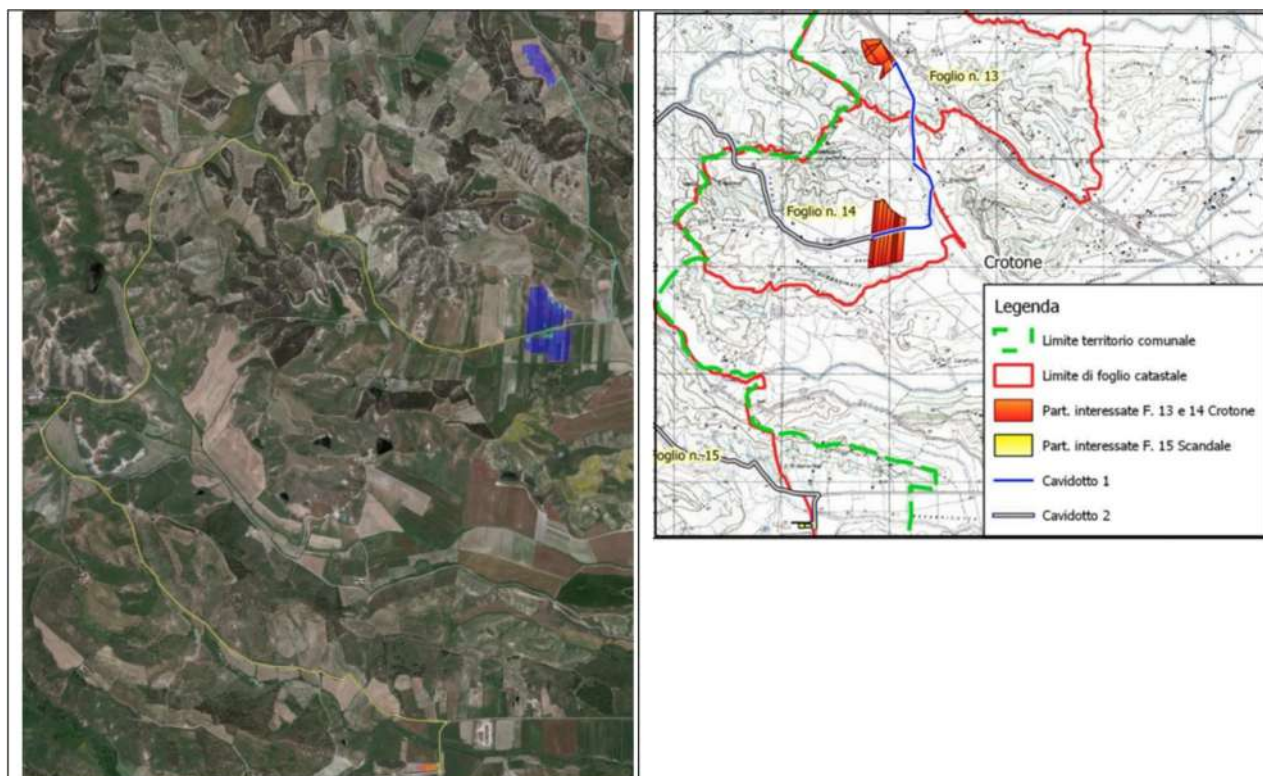 Foglio n. 13
Foglio n. 14
Crotone
Foglio n. 15
Legenda
Limite territorio comunale
Limite di foglio catastale
Part. interessate F. 13 e 14 Crotone
Part. interessate F. 15 Scandale
Cavidotto 1
Cavidotto 2